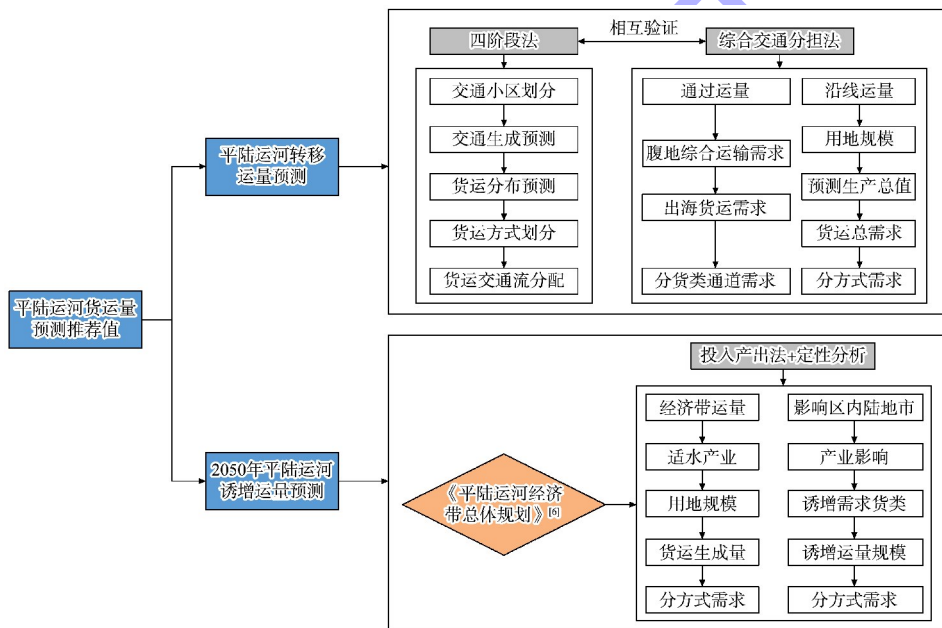 相互验证
四阶段法
综合交通分担法
交通小区划分
交通生成预测
货运分布预测
货运方式划分
货运交通流分配
通过运量
腹地综合运输需求
出海货运需求
分货类通道需求
沿线运量
用地规模
预测生产总值
货运总需求
分方式需求
平陆运河转移
运量预测
平陆运河货运量
预测推荐值
2050年平陆运河
诱增运量预测
《平陆运河经济
带总体规划》[6]
投入产出法+定性分析
经济带运量
适水产业
用地规模
货运生成量
分方式需求
影响区内陆地市
产业影响
诱增需求货类
诱增运量规模
分方式需求